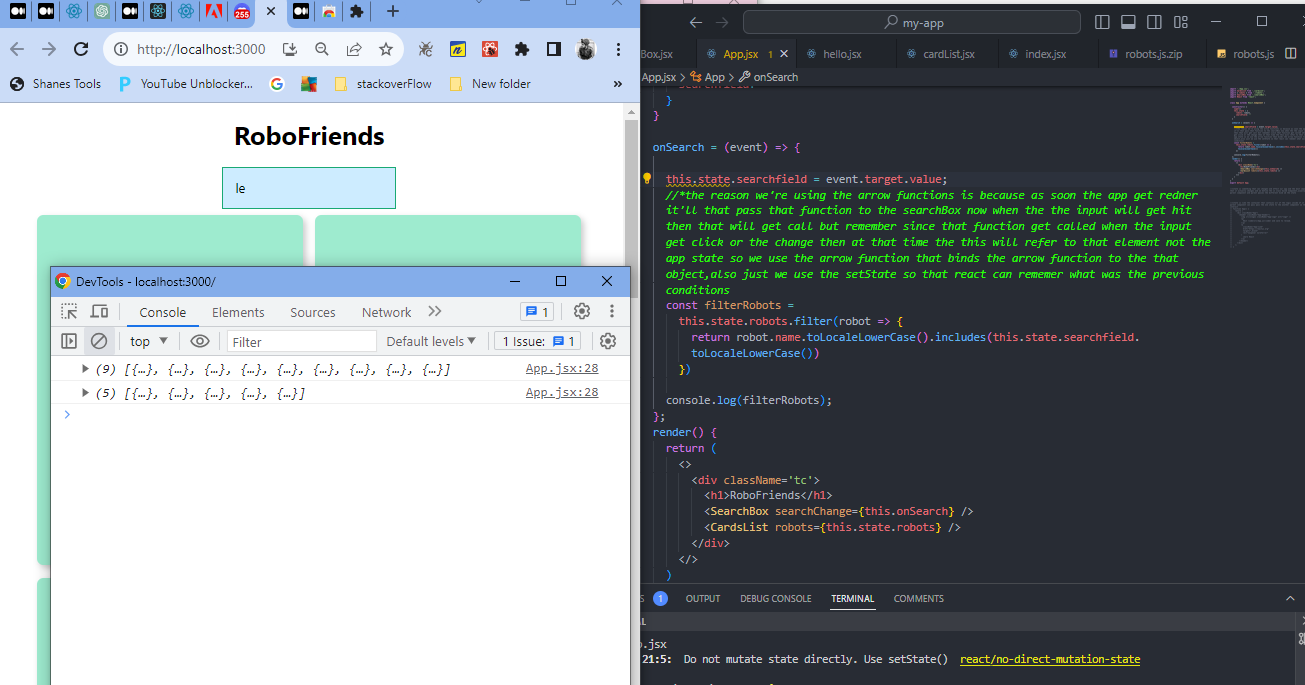 255
http://localhost:3000
Shanes Tools
YouTube Unblocker...
stackoverFlow
New folder
»
RoboFriends
le
DevTools - localhost:3000/
Console
Elements
Sources
Network
1
top
Filter
Default levels
1 Issue: 1
(9) [{…}, {…}, {…}, {…}, {…}, {…}, {…}, {…}, {…}]
App.jsx:28
(5) [{…}, {…}, {…}, {…}, {…}]
App.jsx:28
my-app
Box.jsx
App.jsx 1
hello.jsx
cardList.jsx
index.jsx
robots.js.zip
robots.js
App.jsx > App > onSearch
}
}
onSearch = (event) => {
this.state.searchfield = event.target.value;
//*the reason we're using the arrow functions is because as soon the app get redner
it'll that pass that function to the searchBox now when the the input will get hit
then that will get call but remember since that function get called when the input
get click or the change then at that time the this will refer to that element not the
app state so we use the arrow function that binds the arrow function to the that
object,also just we use the setState so that react can rememer what was the previous
conditions
const filterRobots =
this.state.robots.filter(robot => {
return robot.name.toLocaleLowerCase().includes(this.state.searchfield.
toLocaleLowerCase())
})
console.log(filterRobots);
};
render() {
return (
<>
<div className='tc'>
<h1>RoboFriends</h1>
<SearchBox searchChange={this.onSearch} />
<CardsList robots={this.state.robots} />
</div>
</>
)
1
OUTPUT
DEBUG CONSOLE
TERMINAL
COMMENTS
21:5: Do not mutate state directly. Use setState() react/no-direct-mutation-state